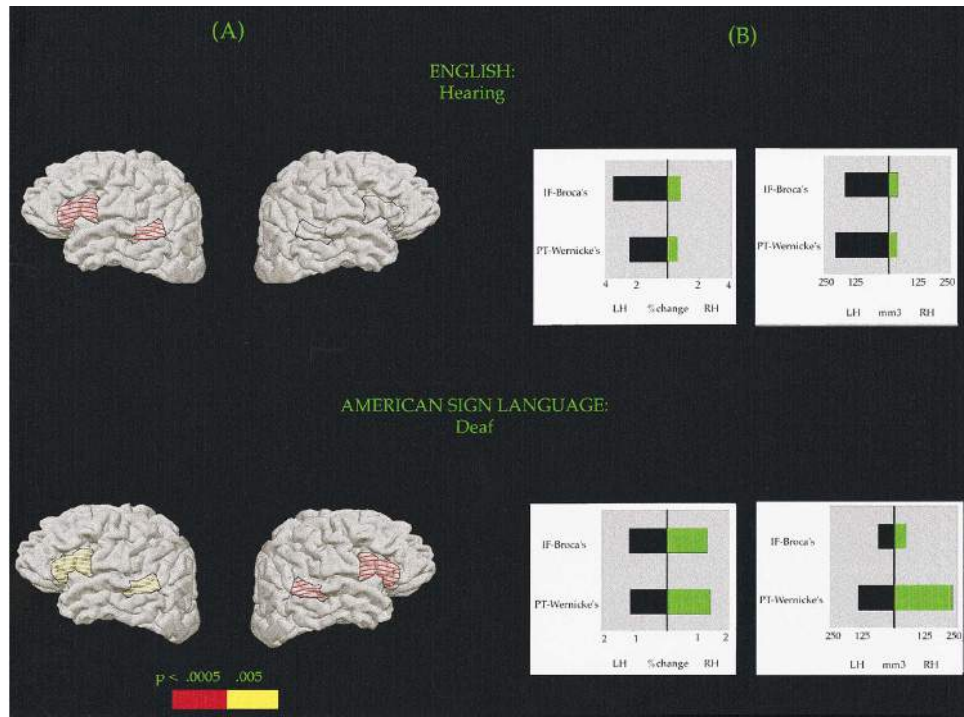 (A)
(B)
ENGLISH:
Hearing
IF-Broca's
PT-Wernicke's
4 2 2 4
LH %change RH
IF-Broca's
PT-Wernicke's
250 125 125 250
LH mm3 RH
AMERICAN SIGN LANGUAGE:
Deaf
IF-Broca's
PT-Wernicke's
2 1 1 2
LH %change RH
IF-Broca's
PT-Wernicke's
250 125 125 250
LH mm3 RH
p < .0005 .005